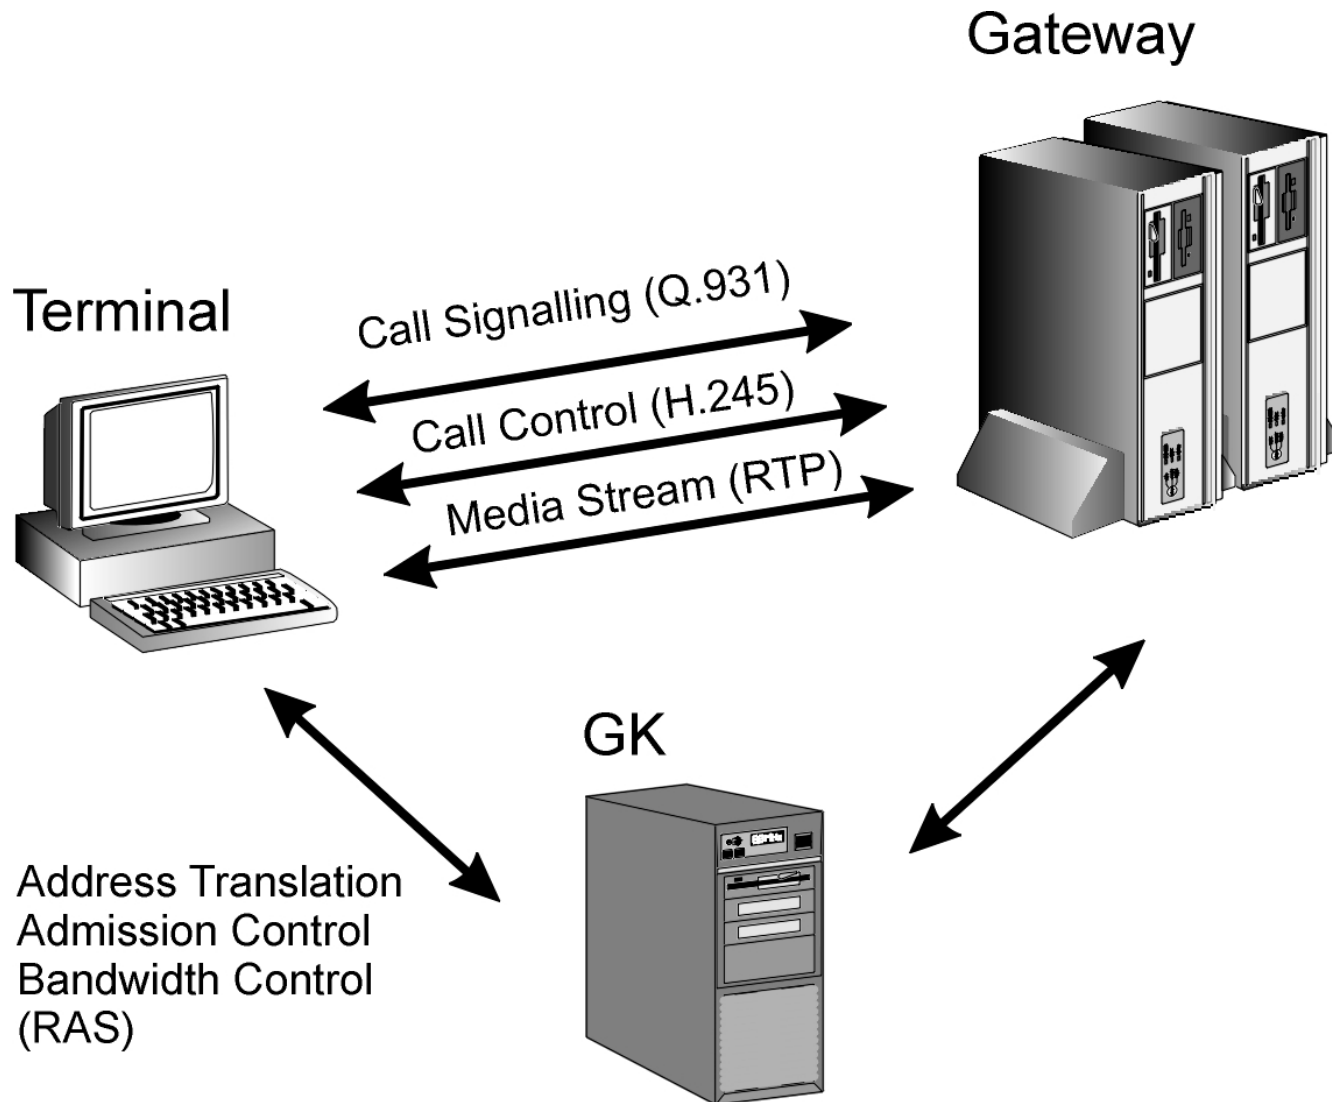 Gateway
Terminal
Call Signalling (Q.931)
Call Control (H.245)
Media Stream (RTP)
GK
Address Translation
Admission Control
Bandwidth Control
(RAS)